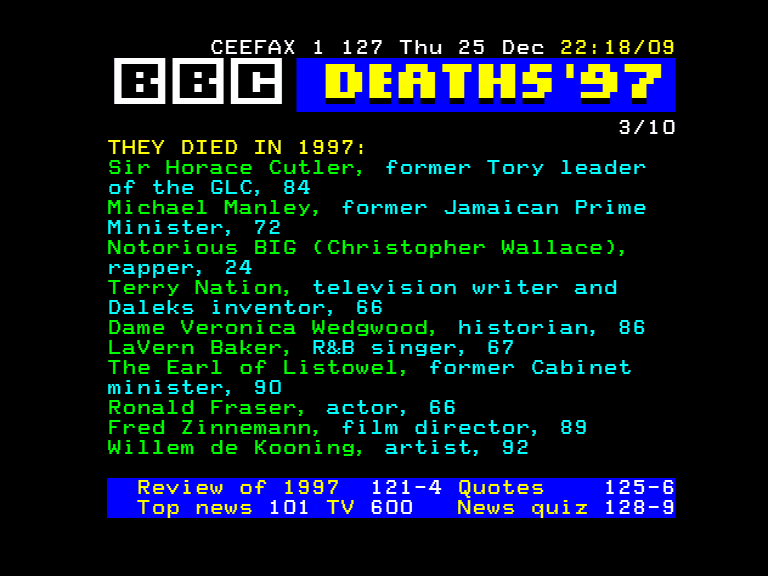 CEEFAX 1 127 Thu 25 Dec 22:18/09
BBC DEATHS'97
3/10
THEY DIED IN 1997:
Sir Horace Cutler, former Tory leader
of the GLC, 84
Michael Manley, former Jamaican Prime
Minister, 72
Notorious BIG (Christopher Wallace),
rapper, 24
Terry Nation, television writer and
Daleks inventor, 66
Dame Veronica Wedgwood, historian, 86
LaVern Baker, R&B singer, 67
The Earl of Listowel, former Cabinet
minister, 90
Ronald Fraser, actor, 66
Fred Zinnemann, film director, 89
Willem de Kooning, artist, 92
Review of 1997 121-4 Quotes 125-6
Top news 101 TV 600 News quiz 128-9